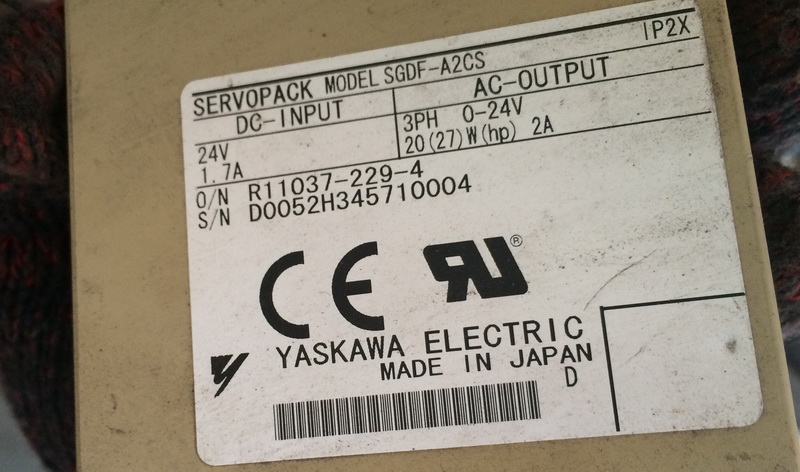 SERVOPACK MODEL SGDF-A2CS IP2X
DC-INPUT
AC-OUTPUT
24V
1.7A
3PH 0-24V
20(27)W(hp) 2A
O/N R11037-229-4
S/N D0052H345710004
CE RU®
YASKAWA ELECTRIC
MADE IN JAPAN
D